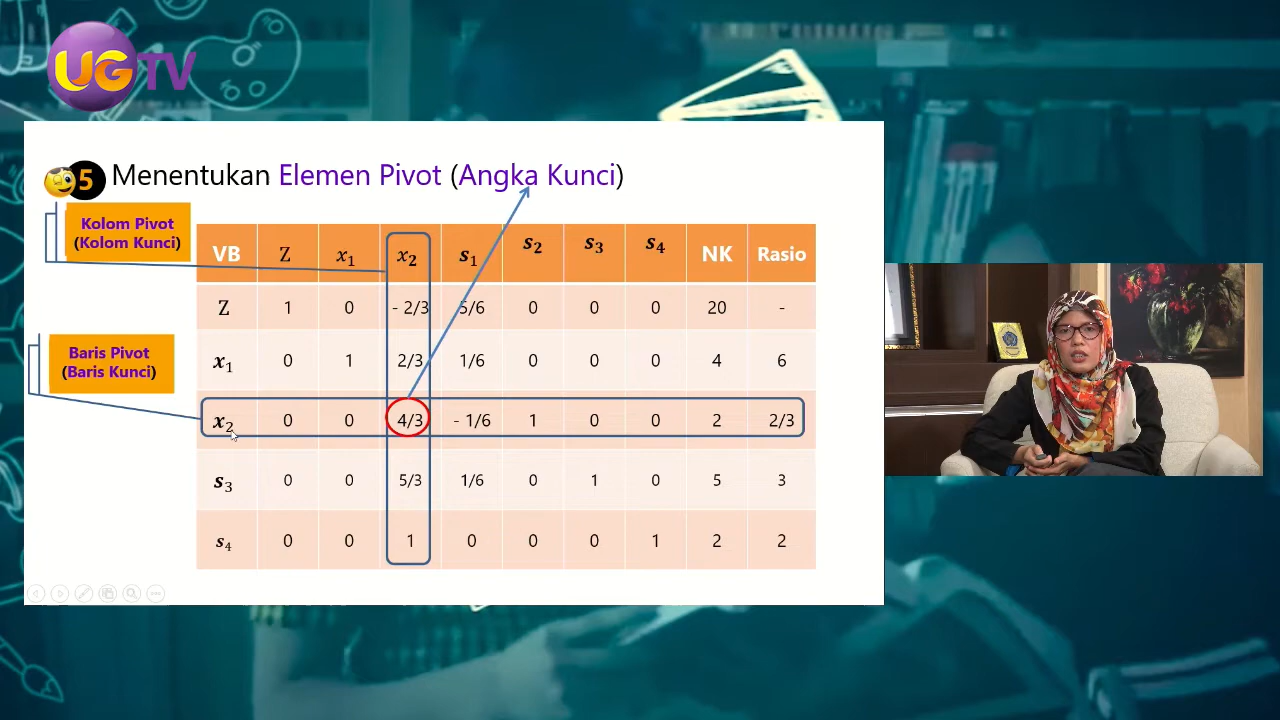 UGTV
5 Menentukan Elemen Pivot (Angka Kunci)
Kolom Pivot
(Kolom Kunci)
VB Z x₁ x₂ s₁ s₂ s₃ s₄ NK Rasio
Z 1 0 - 2/3 5/6 0 0 0 20 -
Baris Pivot
(Baris Kunci)
x₁ 0 1 2/3 1/6 0 0 0 4 6
x₂ 0 0 4/3 - 1/6 1 0 0 2 2/3
s₃ 0 0 5/3 1/6 0 1 0 5 3
s₄ 0 0 1 0 0 0 1 2 2